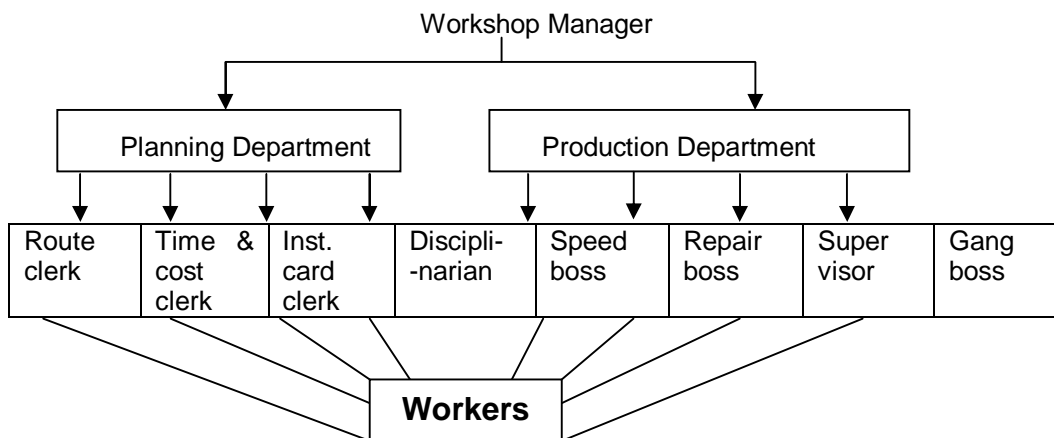 Workshop Manager
Planning Department
Production Department
Route
clerk
Time &
cost
clerk
Inst.
card
clerk
Discipli-
-narian
Speed
boss
Repair
boss
Super
visor
Gang
boss
Workers